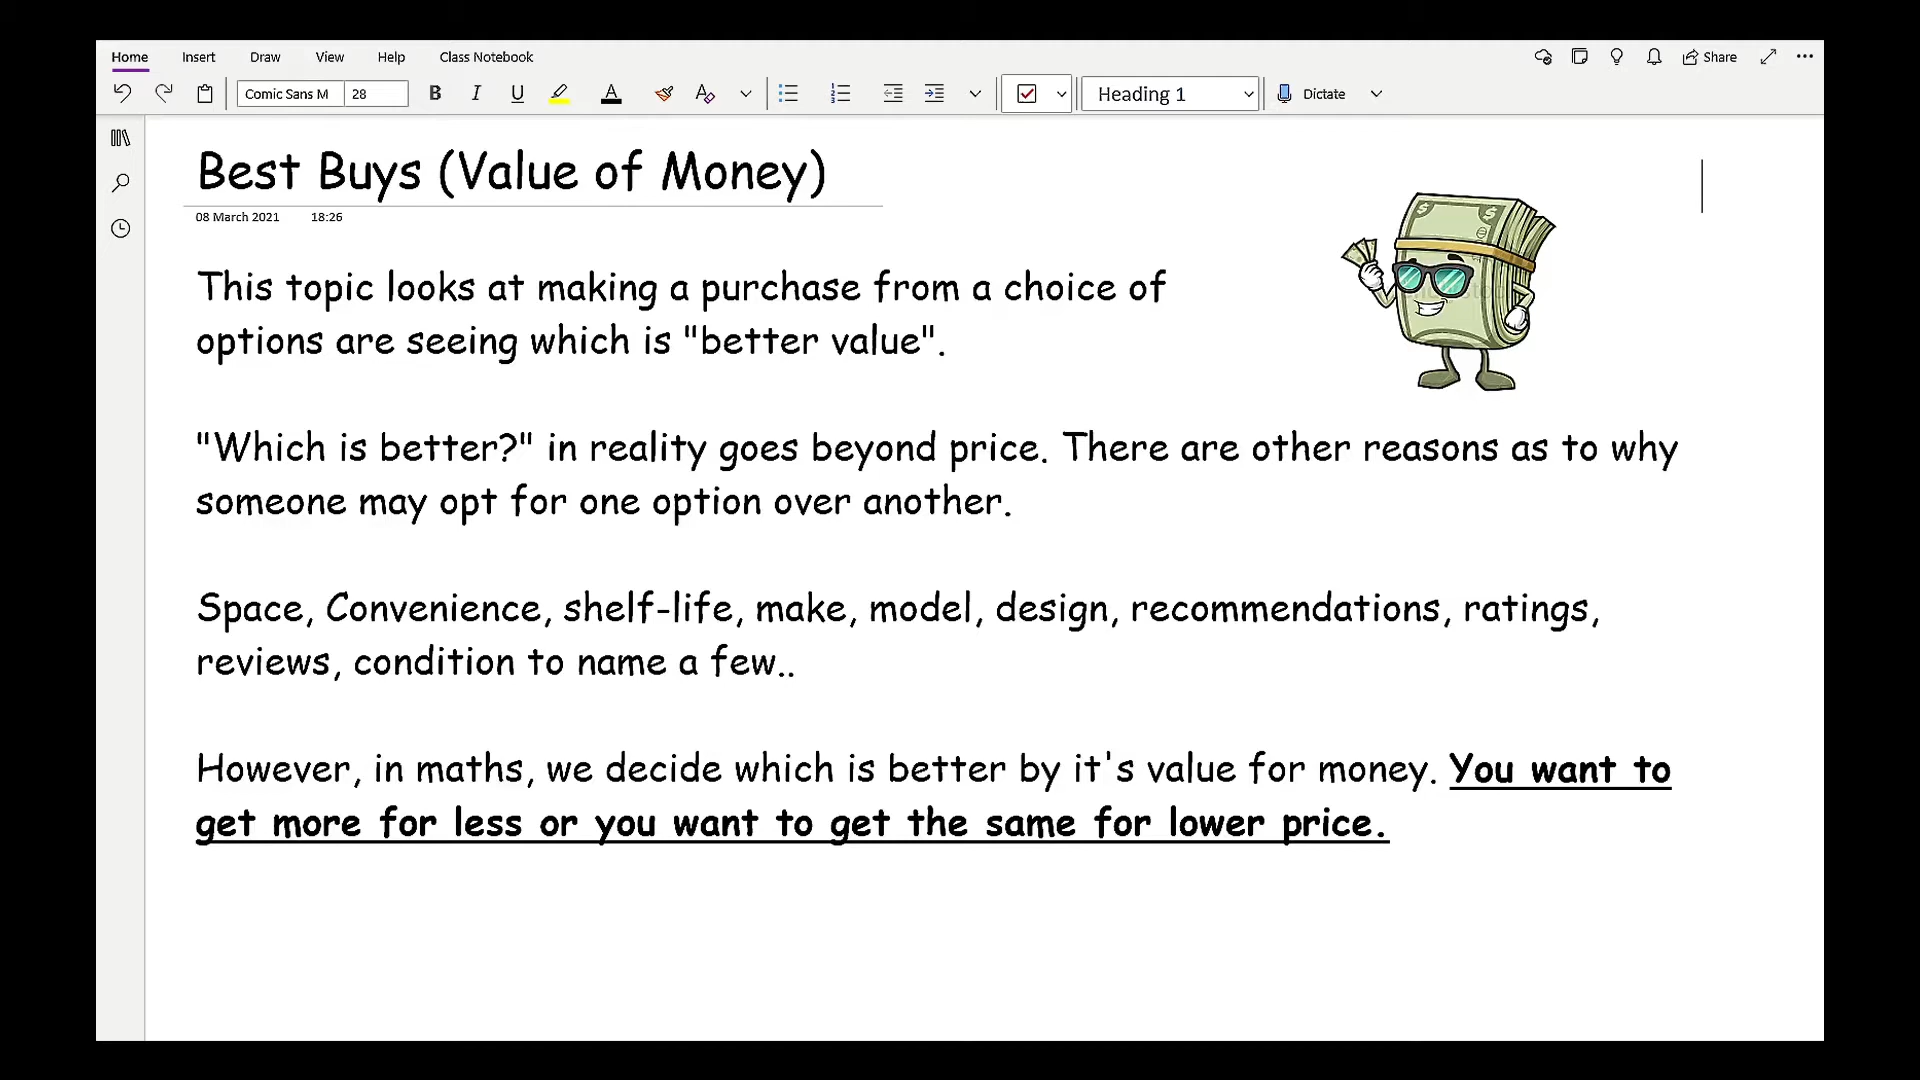 Home Insert Draw View Help Class Notebook Share
Comic Sans M 28 B I U A A Heading 1 Dictate
Best Buys (Value of Money)
08 March 2021 18:26
This topic looks at making a purchase from a choice of
options are seeing which is "better value".
"Which is better?" in reality goes beyond price. There are other reasons as to why
someone may opt for one option over another.
Space, Convenience, shelf-life, make, model, design, recommendations, ratings,
reviews, condition to name a few..
However, in maths, we decide which is better by it's value for money. You want to
get more for less or you want to get the same for lower price.